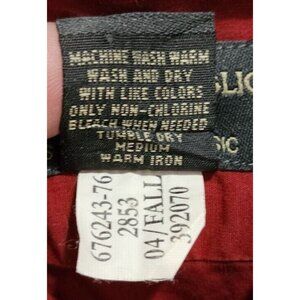 MACHINE WASH WARM
WASH AND DRY
WITH LIKE COLORS
ONLY NON-CHLORINE
BLEACH WHEN NEEDED
TUMBLE DRY
MEDIUM
WARM IRON
676243-76
2853
04/FALL
392070